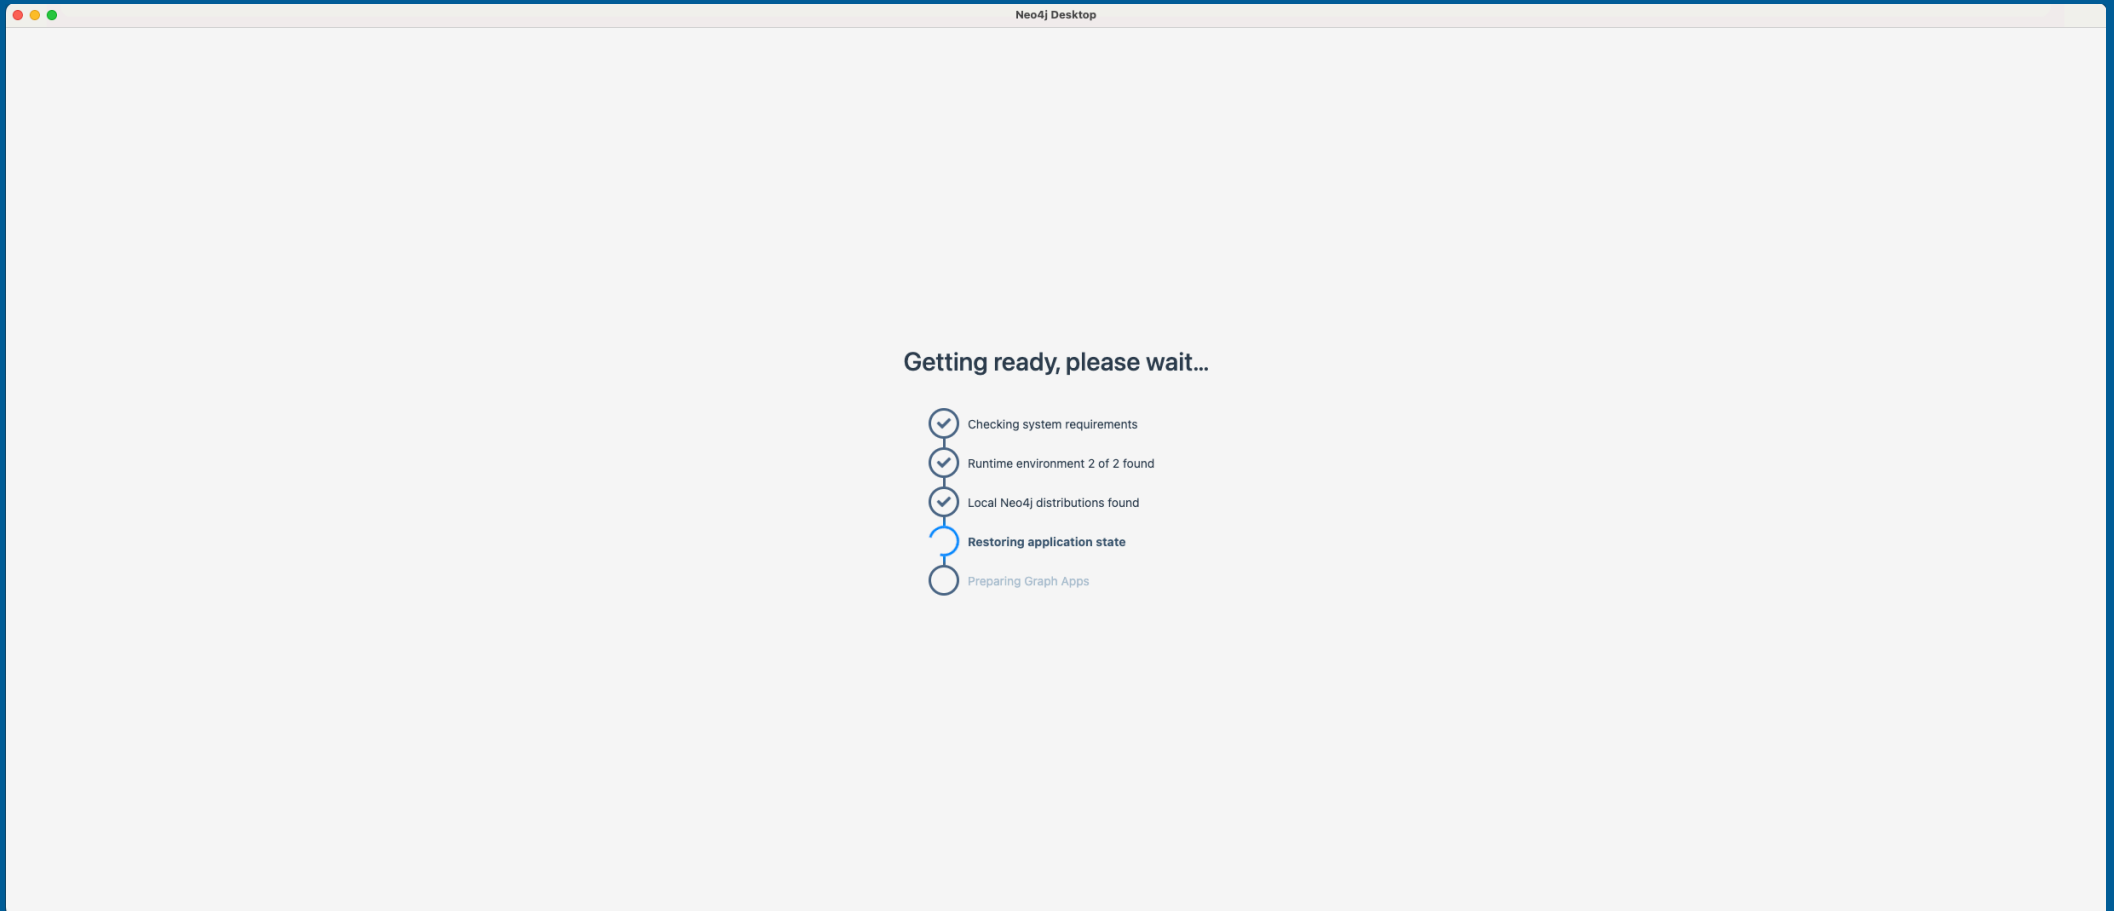 Neo4j Desktop
Getting ready, please wait...
Checking system requirements
Runtime environment 2 of 2 found
Local Neo4j distributions found
Restoring application state
Preparing Graph Apps